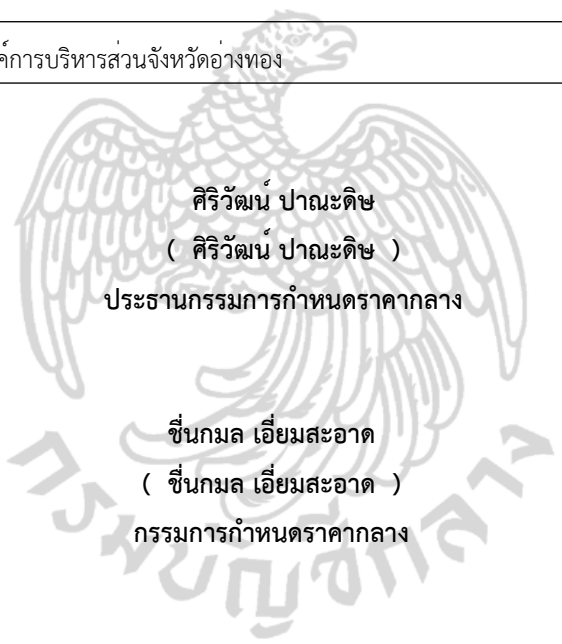 ค์การบริหารส่วนจังหวัดอ่างทอง
ศิริวัฒน์ ปาณะดิษ
( ศิริวัฒน์ ปาณะดิษ )
ประธานกรรมการกำหนดราคากลาง
ชื่นกมล เอี่ยมสะอาด
( ชื่นกมล เอี่ยมสะอาด )
กรรมการกำหนดราคากลาง
กรมบัญชีกลาง